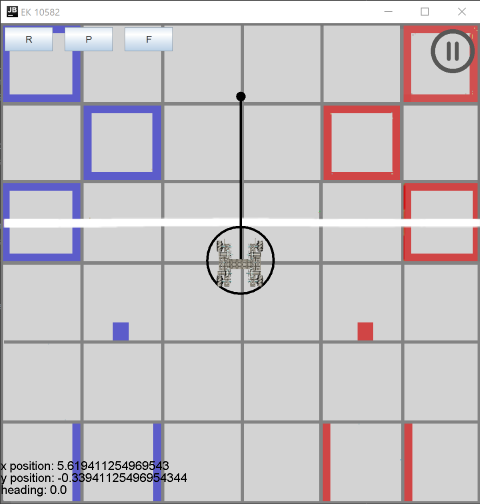 EK 10582
R P F
x position: 5.619411254969543
y position: -0.33941125496954344
heading: 0.0